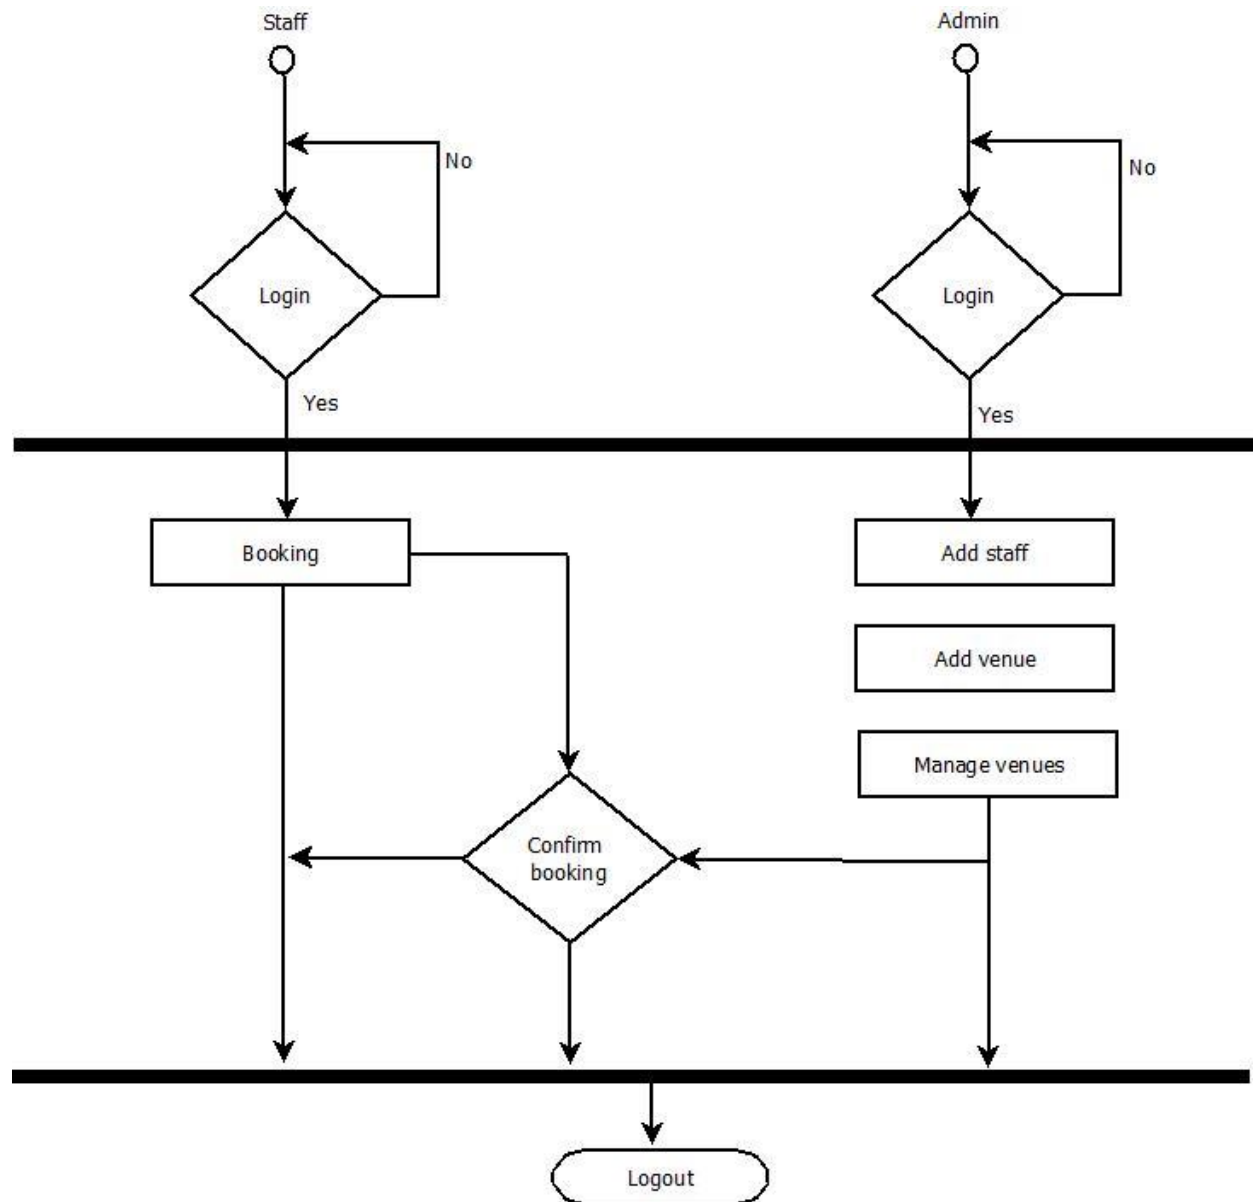 Staff
Admin
No
No
Login
Login
Yes
Yes
Booking
Add staff
Add venue
Manage venues
Confirm
booking
Logout